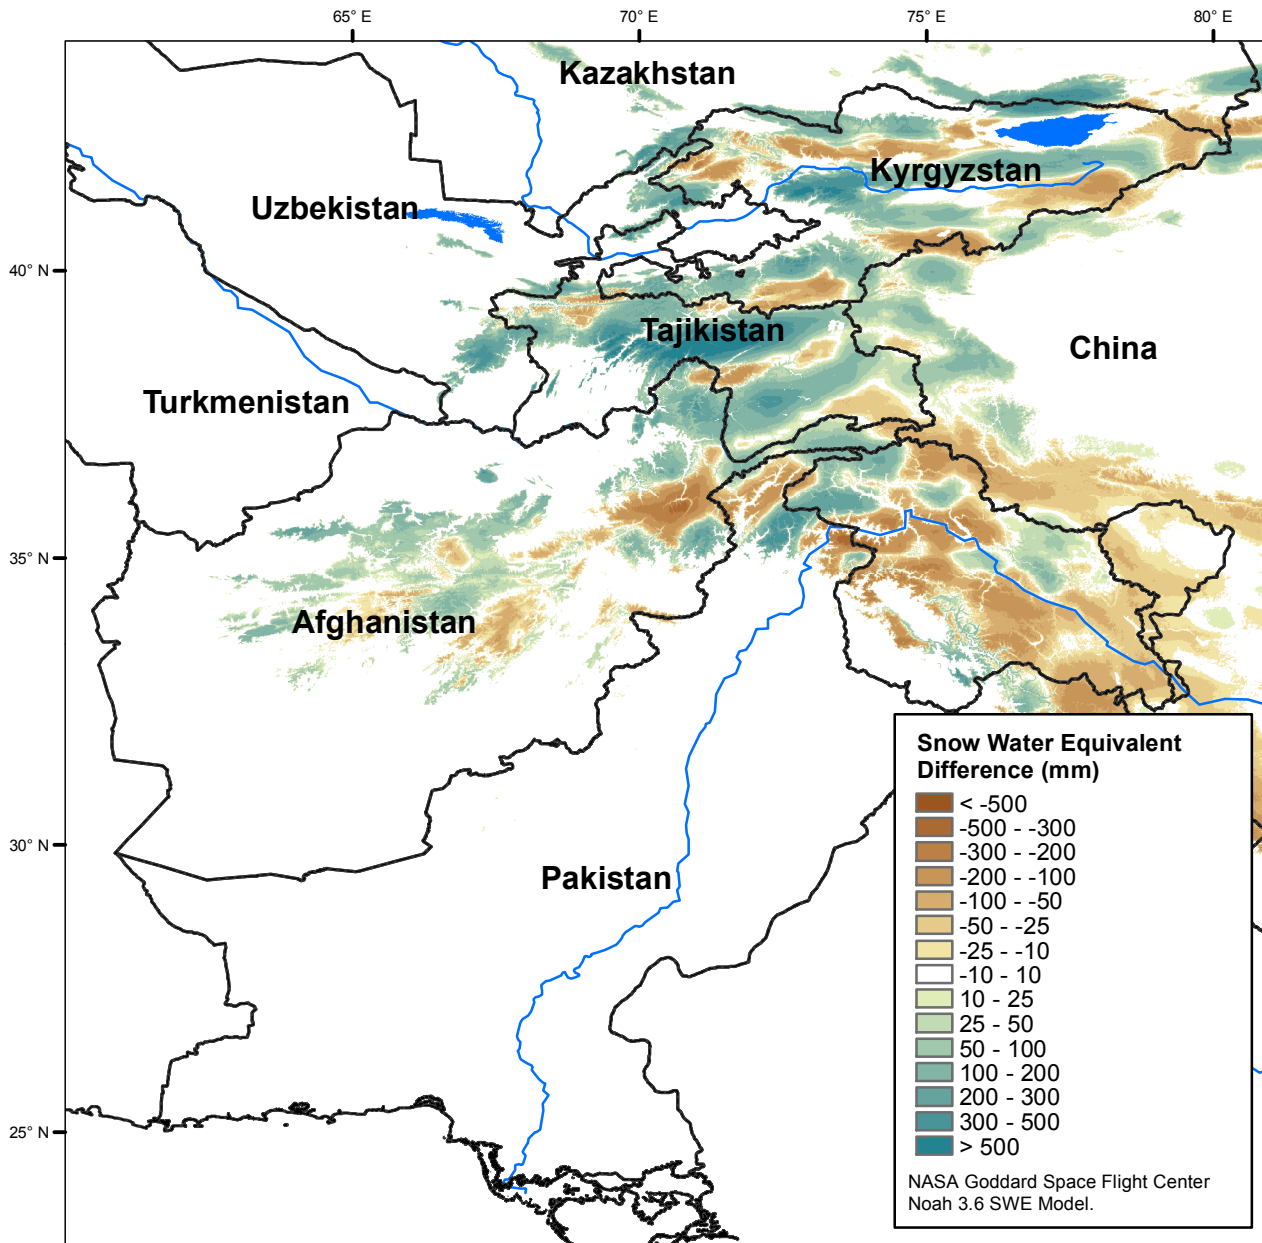 65° E
70° E
75° E
80° E
Kazakhstan
Kyrgyzstan
Uzbekistan
40° N
Tajikistan
China
Turkmenistan
35° N
Afghanistan
Snow Water Equivalent
Difference (mm)
< -500
-500 - -300
-300 - -200
-200 - -100
-100 - -50
-50 - -25
-25 - -10
-10 - 10
10 - 25
25 - 50
50 - 100
100 - 200
200 - 300
300 - 500
> 500
NASA Goddard Space Flight Center
Noah 3.6 SWE Model.
30° N
Pakistan
25° N